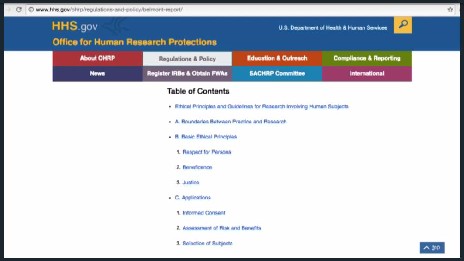 www.hhs.gov/ohrp/regulations-and-policy/belmont-report/
HHS.gov
U.S. Department of Health & Human Services
Office for Human Research Protections
About OHRP
Regulations & Policy
Education & Outreach
Compliance & Reporting
News
Register IRBs & Obtain FWAs
SACHRP Committee
International
Table of Contents
• Ethical Principles and Guidelines for Research Involving Human Subjects
• A. Boundaries Between Practice and Research
• B. Basic Ethical Principles
1. Respect for Persons
2. Beneficence
3. Justice
• C. Applications
1. Informed Consent
2. Assessment of Risk and Benefits
3. Selection of Subjects
TOP